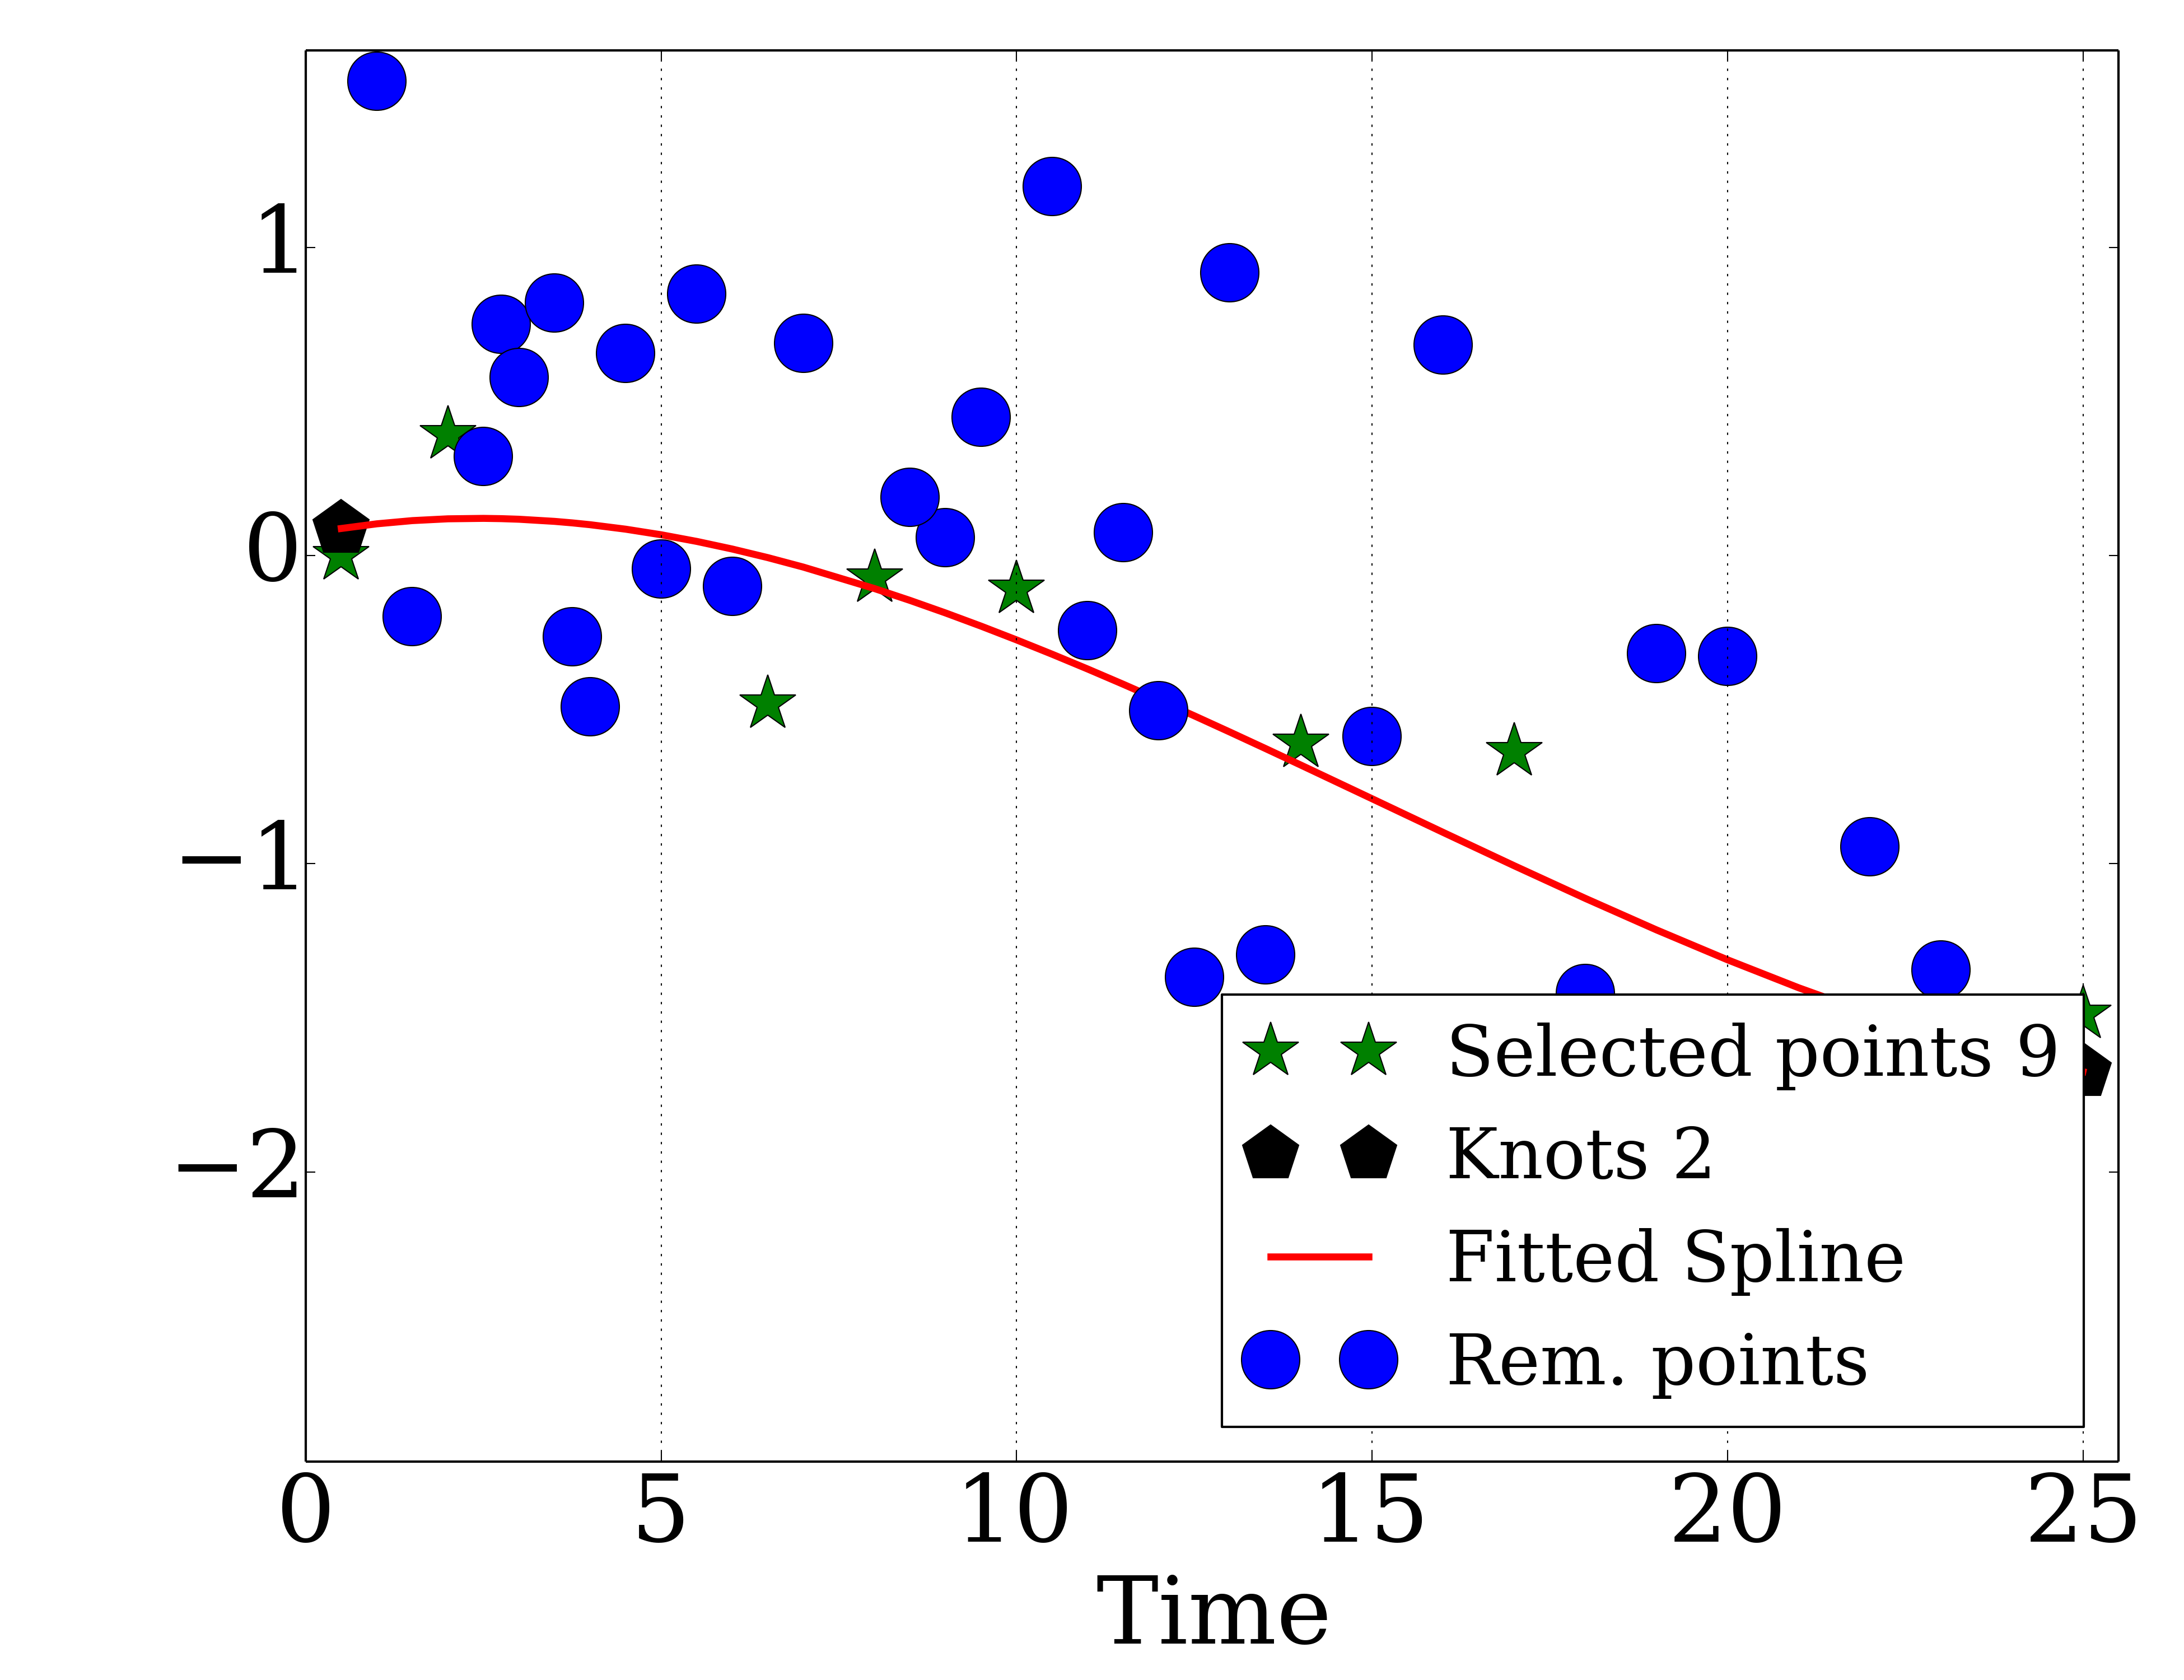 1
0
−1
−2
0 5 10 15 20 25
Time
Selected points 9
Knots 2
Fitted Spline
Rem. points